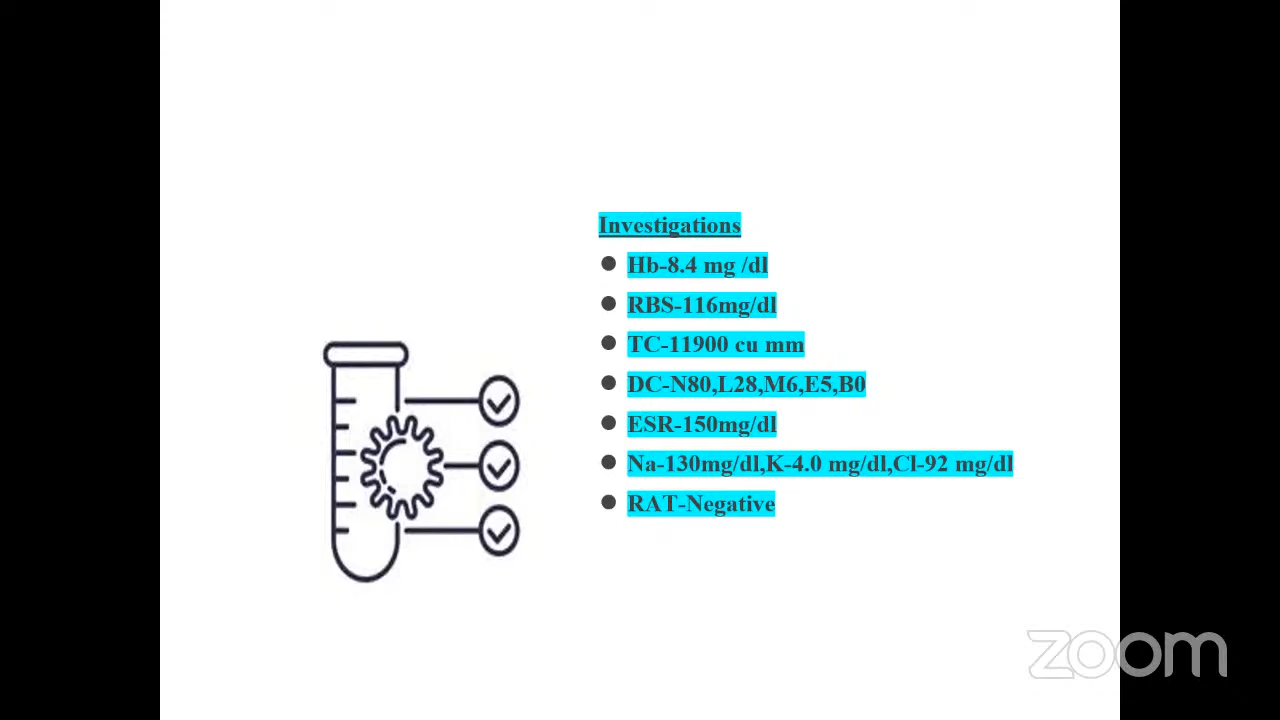 Investigations
Hb-8.4 mg /dl
RBS-116mg/dl
TC-11900 cu mm
DC-N80,L28,M6,E5,B0
ESR-150mg/dl
Na-130mg/dl,K-4.0 mg/dl,Cl-92 mg/dl
RAT-Negative
zoom